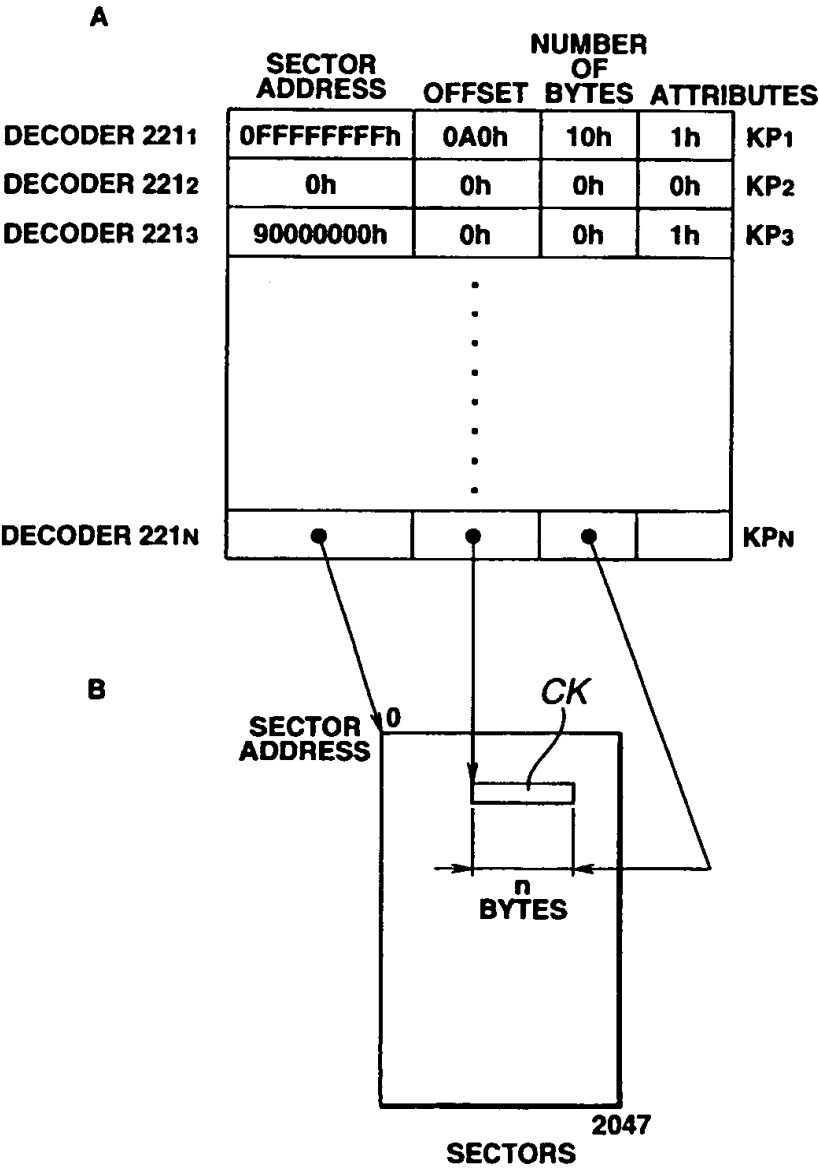 A
SECTOR ADDRESS OFFSET NUMBER OF BYTES ATTRIBUTES
DECODER 221₁ 0FFFFFFFFh 0A0h 10h 1h KP₁
DECODER 221₂ 0h 0h 0h 0h KP₂
DECODER 221₃ 90000000h 0h 0h 1h KP₃
DECODER 221N KPN
B
SECTOR ADDRESS
0
CK
n
BYTES
2047
SECTORS